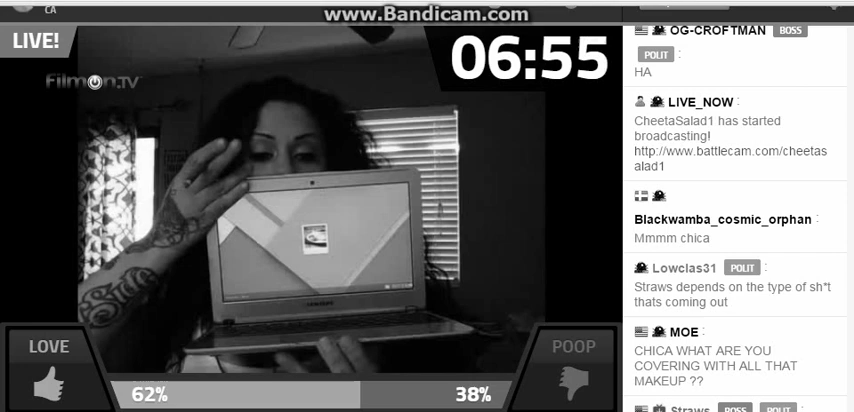 www.Bandicam.com
CA
LIVE!
FilmOn.TV
06:55
LOVE
POOP
62%
38%
OG-CROFTMAN BOSS
POLIT :
HA
LIVE_NOW :
CheetaSalad1 has started
broadcasting!
http://www.battlecam.com/cheetas
alad1
Blackwamba_cosmic_orphan :
Mmmm chica
Lowclas31 POLIT :
Straws depends on the type of sh*t
thats coming out
MOE :
CHICA WHAT ARE YOU
COVERING WITH ALL THAT
MAKEUP ??
Straws BOSS POLIT :